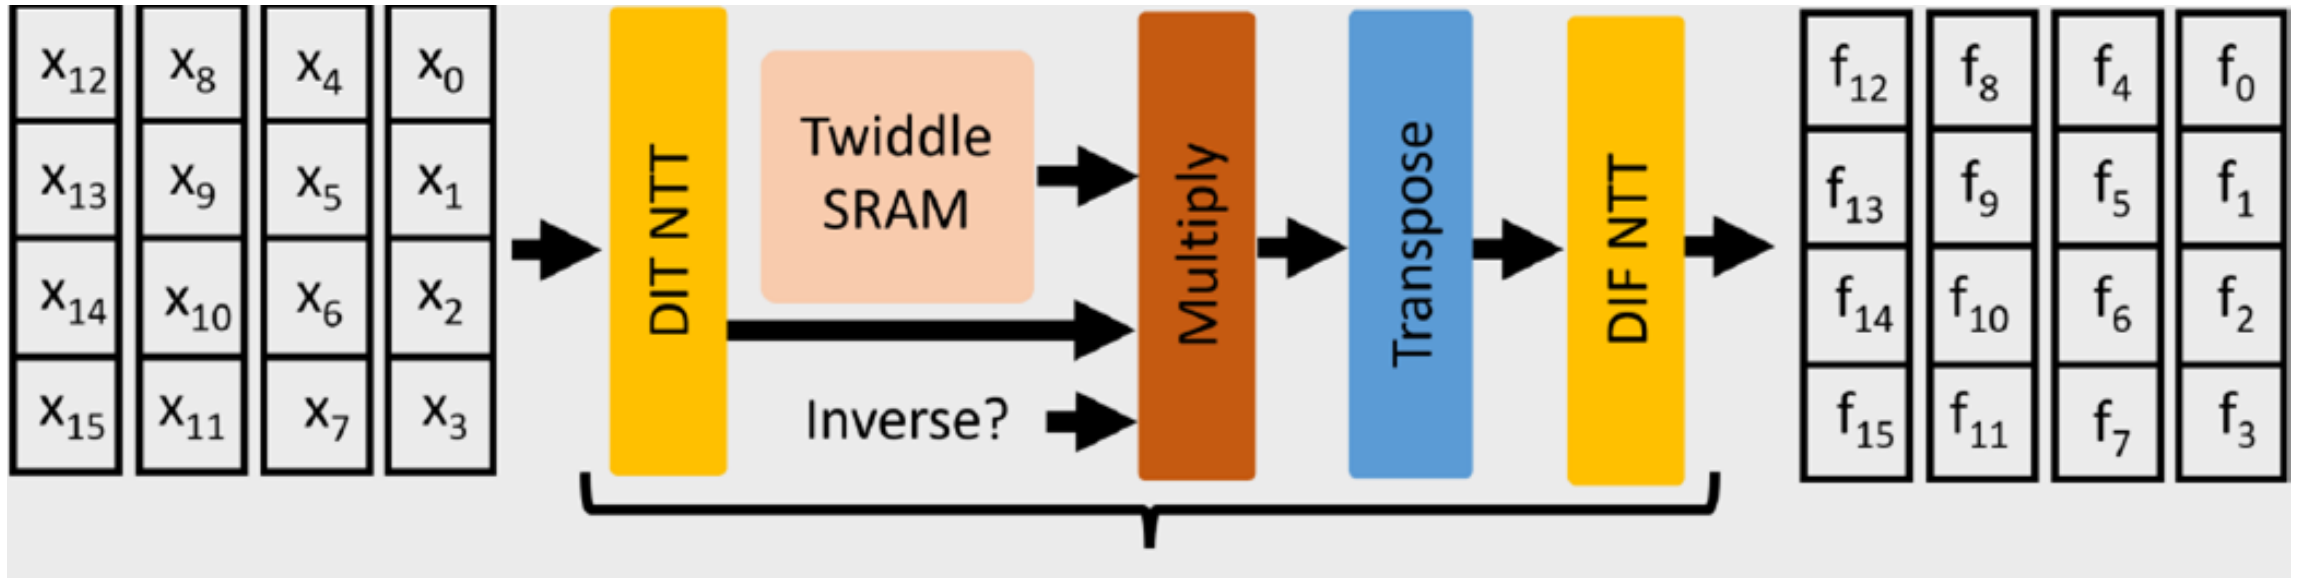 x12 x8 x4 x0
x13 x9 x5 x1
x14 x10 x6 x2
x15 x11 x7 x3
DIT NTT
Twiddle
SRAM
Inverse?
Multiply
Transpose
DIF NTT
f12 f8 f4 f0
f13 f9 f5 f1
f14 f10 f6 f2
f15 f11 f7 f3